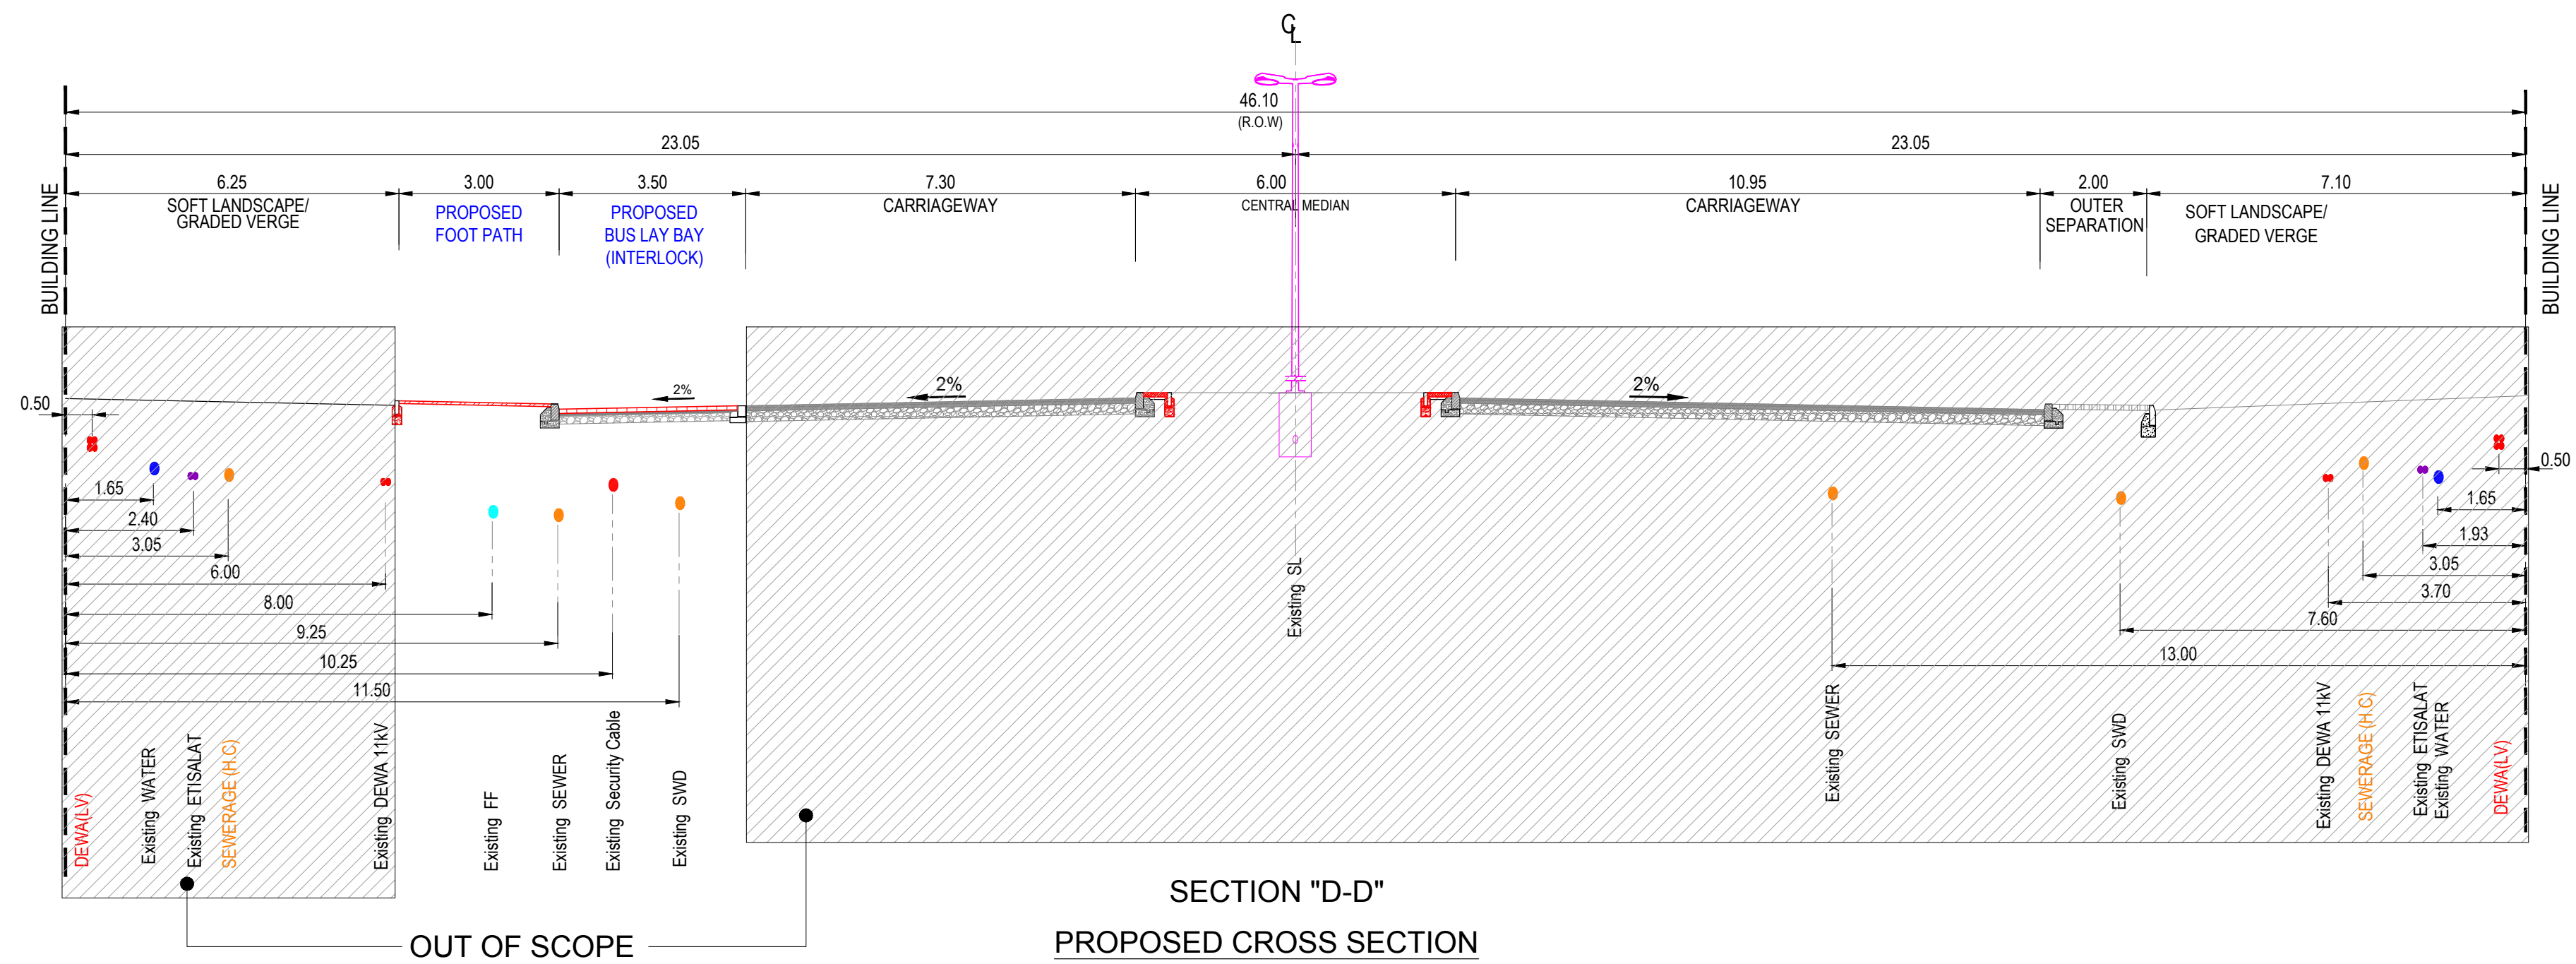 CL
46.10
(R.O.W)
23.05
23.05
6.25
3.00
3.50
7.30
6.00
10.95
2.00
7.10
SOFT LANDSCAPE/
GRADED VERGE
PROPOSED
FOOT PATH
PROPOSED
BUS LAY BAY
(INTERLOCK)
CARRIAGEWAY
CENTRAL MEDIAN
CARRIAGEWAY
OUTER
SEPARATION
SOFT LANDSCAPE/
GRADED VERGE
BUILDING LINE
BUILDING LINE
2%
2%
2%
0.50
1.65
2.40
3.05
6.00
8.00
9.25
10.25
11.50
0.50
1.65
1.93
3.05
3.70
7.60
13.00
DEWA(LV)
Existing WATER
Existing ETISALAT
SEWERAGE (H.C)
Existing DEWA 11kV
Existing FF
Existing SEWER
Existing Security Cable
Existing SWD
Existing SL
Existing SEWER
Existing SWD
Existing DEWA 11kV
SEWERAGE (H.C)
Existing ETISALAT
Existing WATER
DEWA(LV)
OUT OF SCOPE
SECTION "D-D"
PROPOSED CROSS SECTION